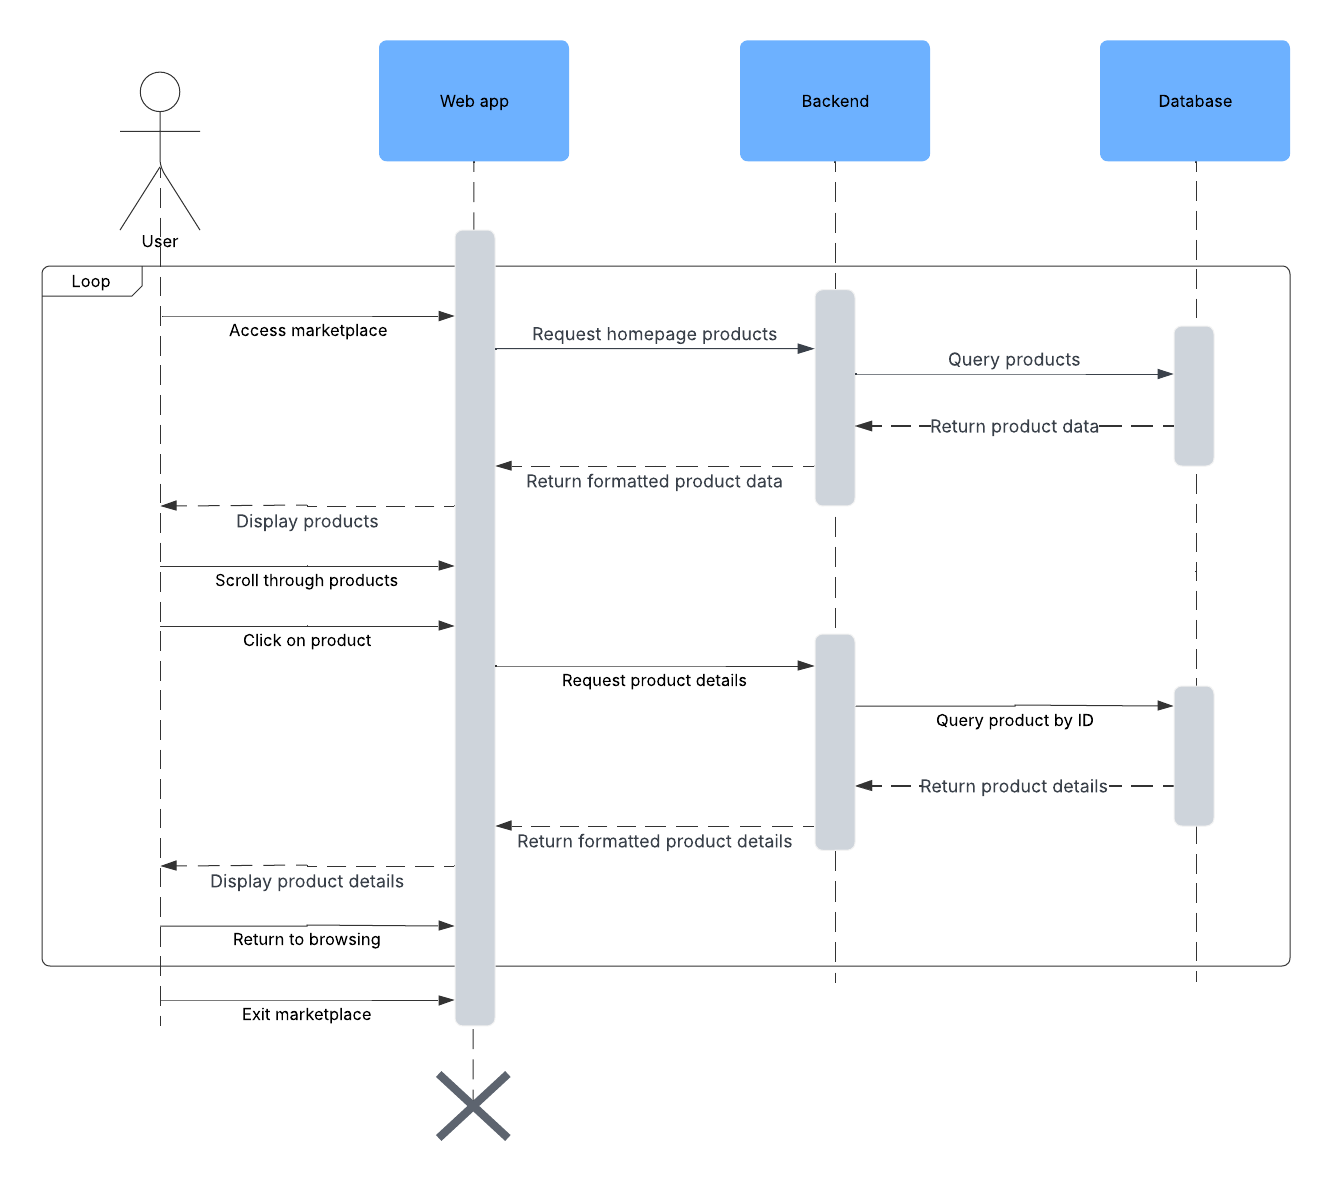 Web app
Backend
Database
User
Loop
Access marketplace
Request homepage products
Query products
Return product data
Return formatted product data
Display products
Scroll through products
Click on product
Request product details
Query product by ID
Return product details
Return formatted product details
Display product details
Return to browsing
Exit marketplace